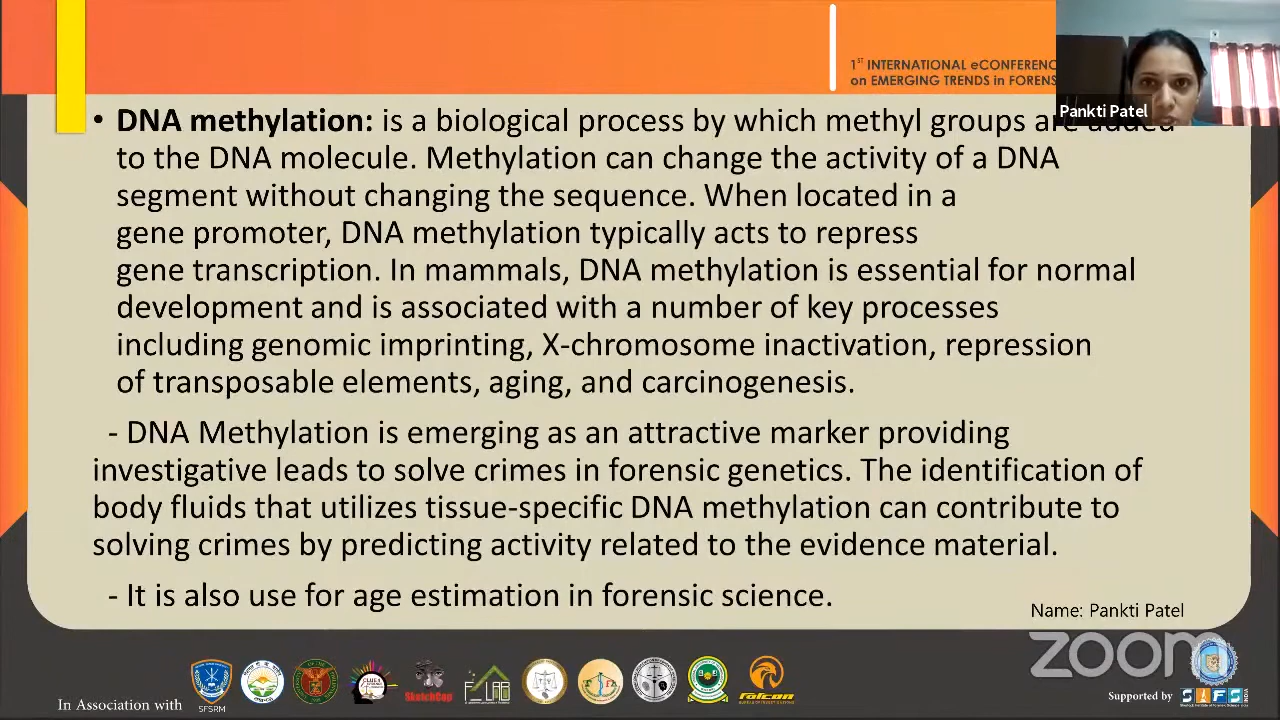 1ST INTERNATIONAL eCONFERENC
on EMERGING TRENDS in FORENS
Pankti Patel
• DNA methylation: is a biological process by which methyl groups are added
to the DNA molecule. Methylation can change the activity of a DNA
segment without changing the sequence. When located in a
gene promoter, DNA methylation typically acts to repress
gene transcription. In mammals, DNA methylation is essential for normal
development and is associated with a number of key processes
including genomic imprinting, X-chromosome inactivation, repression
of transposable elements, aging, and carcinogenesis.
- DNA Methylation is emerging as an attractive marker providing
investigative leads to solve crimes in forensic genetics. The identification of
body fluids that utilizes tissue-specific DNA methylation can contribute to
solving crimes by predicting activity related to the evidence material.
- It is also use for age estimation in forensic science.
Name: Pankti Patel
zoom
In Association with
SFSRM
SketchCop
LAB
falcon
Supported by
SIFS